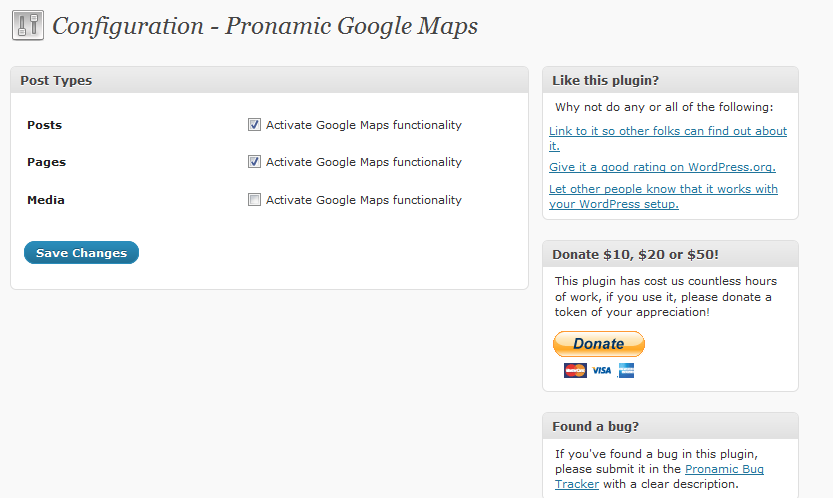 Configuration - Pronamic Google Maps
Post Types
Posts
Activate Google Maps functionality
Pages
Activate Google Maps functionality
Media
Activate Google Maps functionality
Save Changes
Like this plugin?
Why not do any or all of the following:
Link to it so other folks can find out about
it.
Give it a good rating on WordPress.org.
Let other people know that it works with
your WordPress setup.
Donate $10, $20 or $50!
This plugin has cost us countless hours
of work, if you use it, please donate a
token of your appreciation!
Donate
MasterCard VISA
Found a bug?
If you've found a bug in this plugin,
please submit it in the Pronamic Bug
Tracker with a clear description.